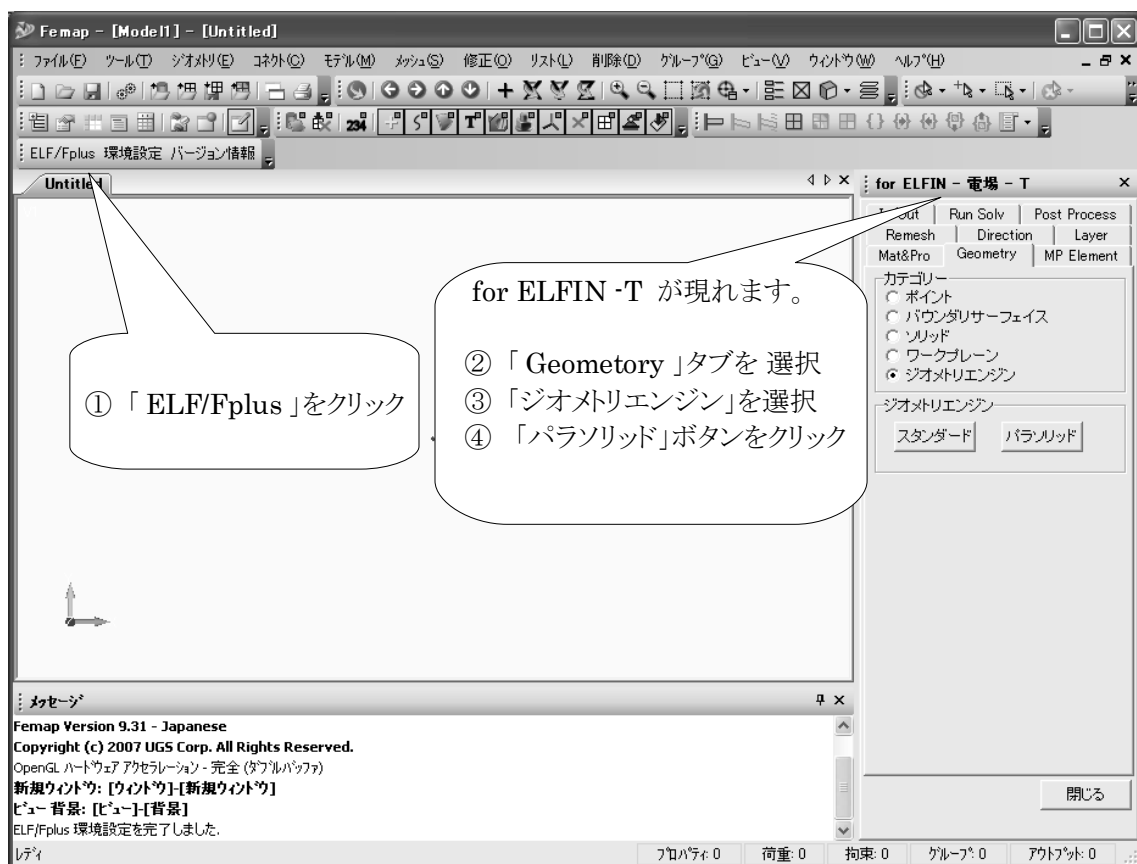 Femap - [Model1] - [Untitled]
ファイル(F) ツール(T) ジオメトリ(E) コネクト(C) モデル(M) メッシュ(S) 修正(O) リスト(L) 削除(D) グループ(G) ビュー(V) ウィンドウ(W) ヘルプ(H)
234
ELF/Fplus 環境設定 バージョン情報
Untitled
for ELFIN - 電場 - T
Out Run Solv Post Process
Remesh Direction Layer
Mat&Pro Geometry MP Element
カテゴリー
ポイント
バウンダリサーフェイス
ソリッド
ワークプレーン
ジオメトリエンジン
ジオメトリエンジン
スタンダード パラソリッド
① 「 ELF/Fplus 」をクリック
for ELFIN -T が現れます。
② 「 Geometory 」タブを 選択
③ 「ジオメトリエンジン」を選択
④ 「パラソリッド」ボタンをクリック
メッセージ
Femap Version 9.31 - Japanese
Copyright (c) 2007 UGS Corp. All Rights Reserved.
OpenGL ハードウェア アクセラレーション - 完全 (ダブルバッファ)
新規ウィンドウ: [ウィンドウ]-[新規ウィンドウ]
ビュー 背景: [ビュー]-[背景]
ELF/Fplus 環境設定を完了しました.
閉じる
レディ プロパティ: 0 荷重: 0 拘束: 0 グループ: 0 アウトプット: 0